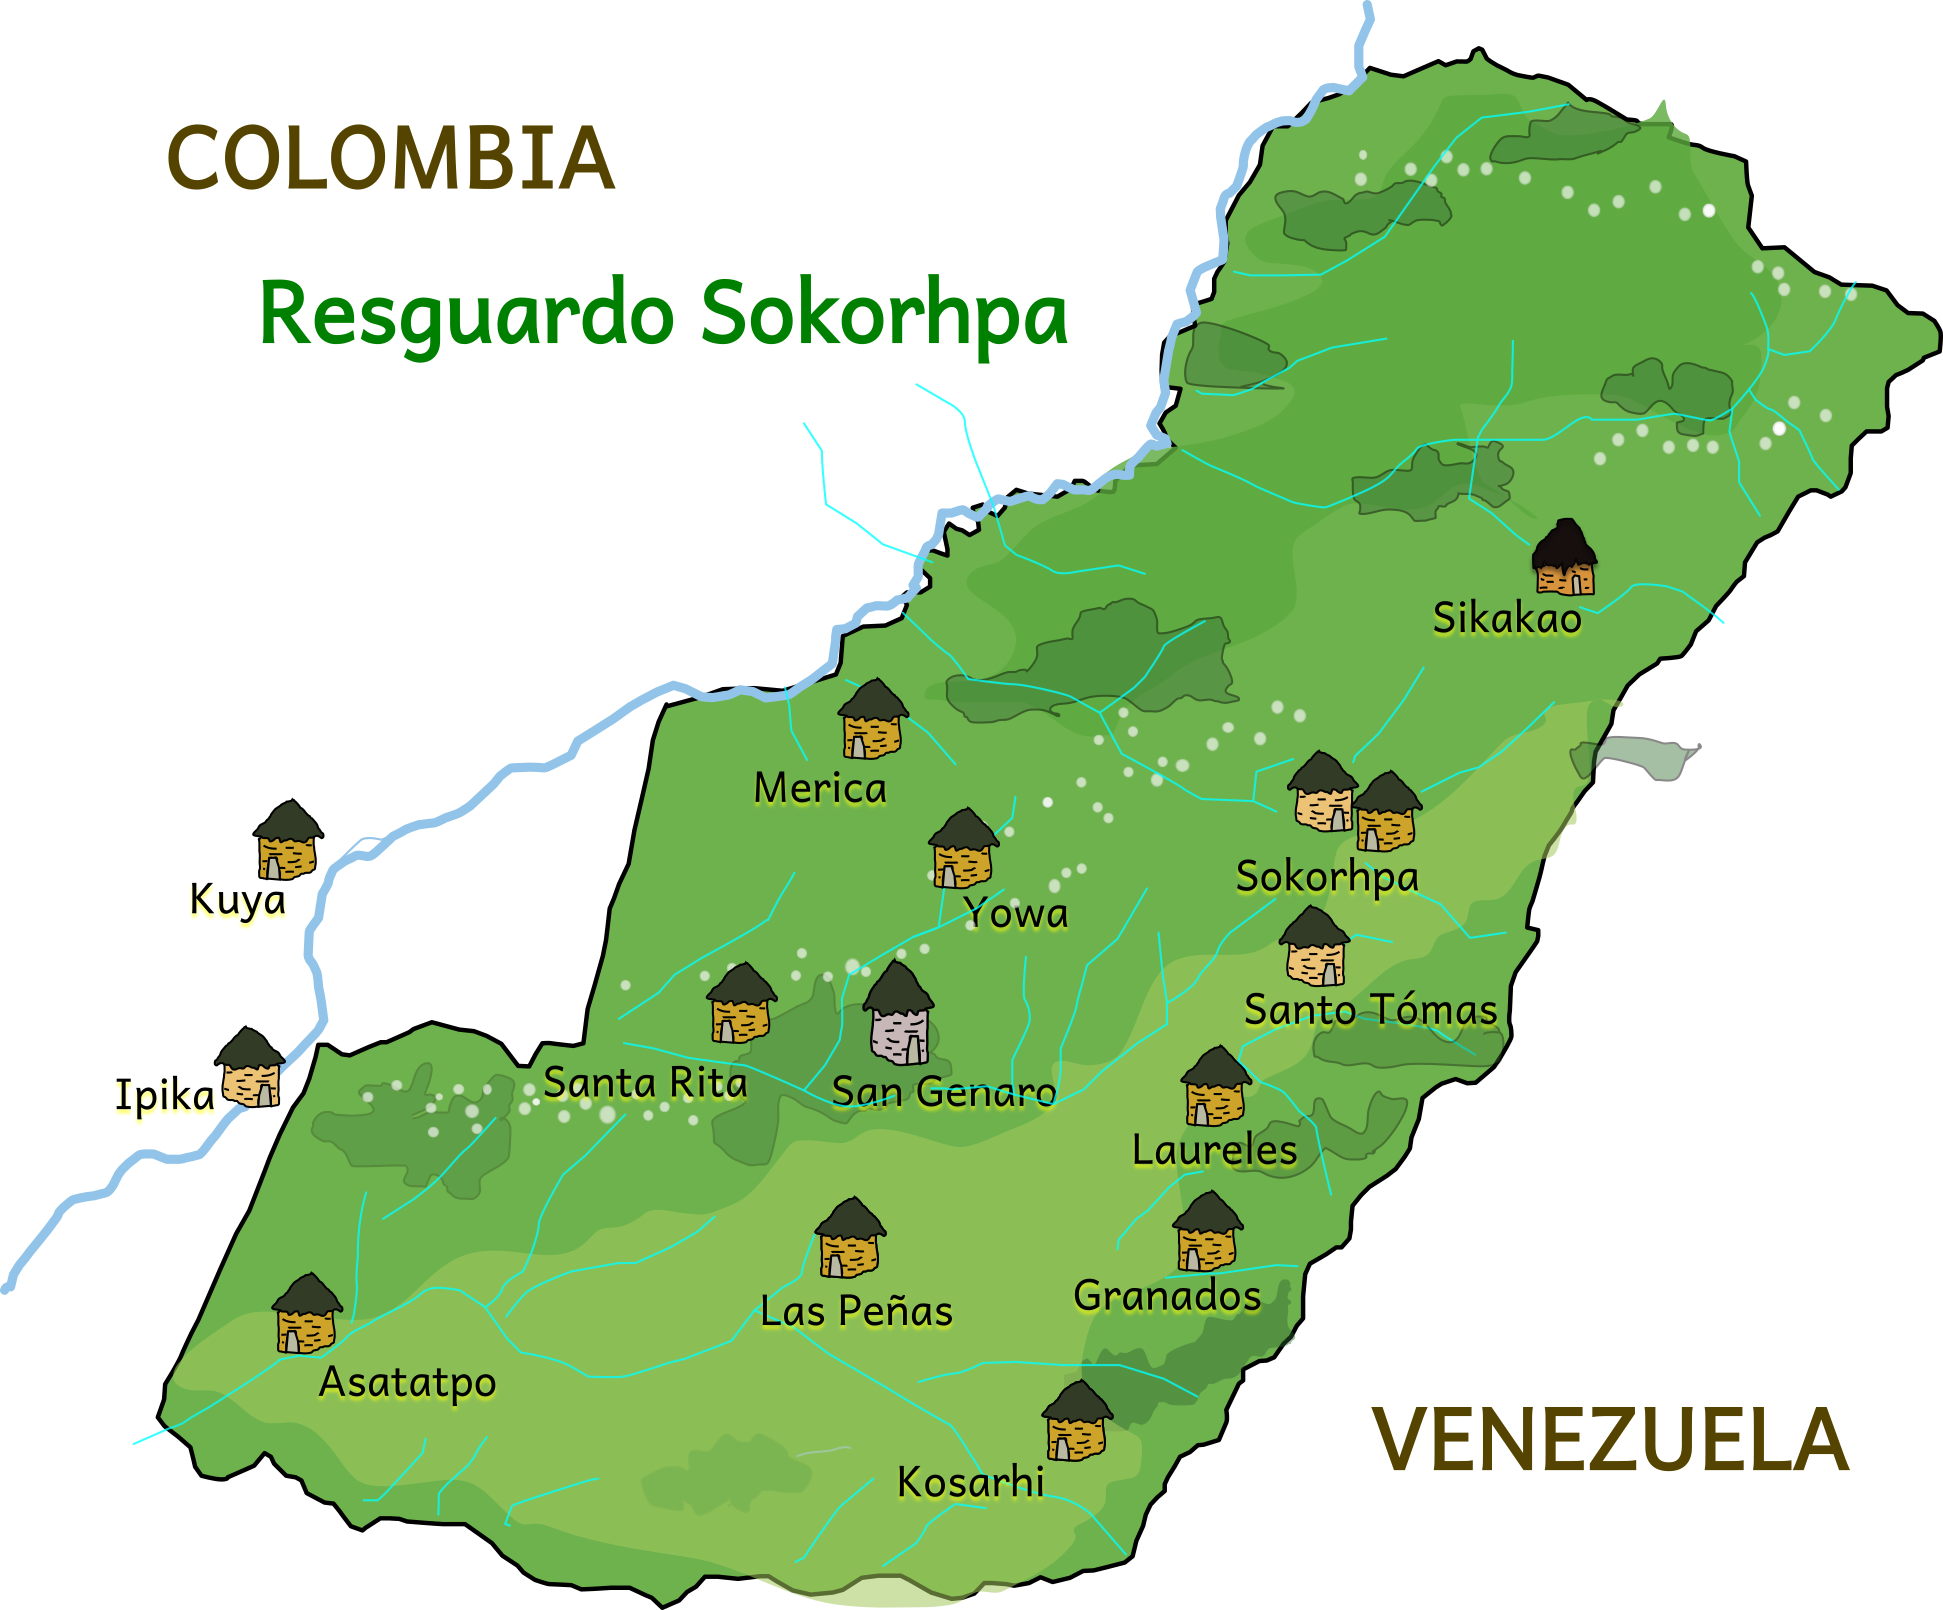 COLOMBIA
Resguardo Sokorhpa
Sikakao
Merica
Sokorhpa
Kuya
Yowa
Santo Tómas
Santa Rita
San Genaro
Ipika
Laureles
Granados
Las Peñas
Asatatpo
VENEZUELA
Kosarhi